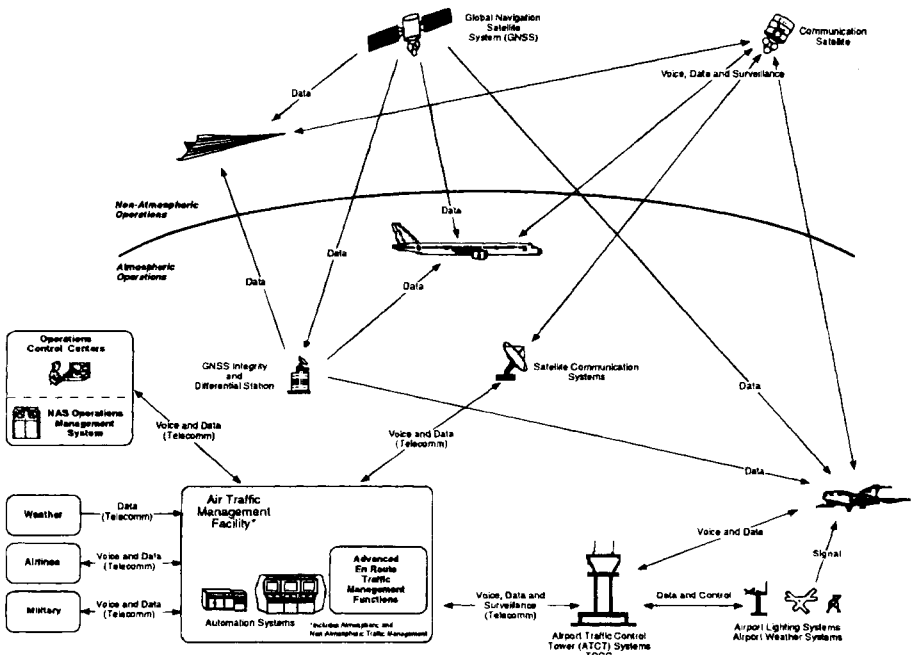 Global Navigation
Satellite
System (GNSS)
Communication
Satellite
Voice, Data and Surveillance
Data
Non-Atmospheric
Operations
Data
Atmospheric
Operations
Data
Data
Data
Operations
Control Centers
NAS Operations
Management
System
GNSS Integrity
and
Differential Station
Satellite Communication
Systems
Data
Voice and Data
(Telecomm)
Voice and Data
(Telecomm)
Data
Weather
Data
(Telecomm)
Airlines
Voice and Data
(Telecomm)
Military
Voice and Data
(Telecomm)
Air Traffic
Management
Facility*
Advanced
En Route
Traffic
Management
Functions
Automation Systems
*Includes Atmospheric and
Non Atmospheric Traffic Management
Voice and Data
Signal
Voice, Data and
Surveillance
(Telecomm)
Data and Control
Airport Traffic Control
Tower (ATCT) Systems
Airport Lighting Systems
Airport Weather Systems